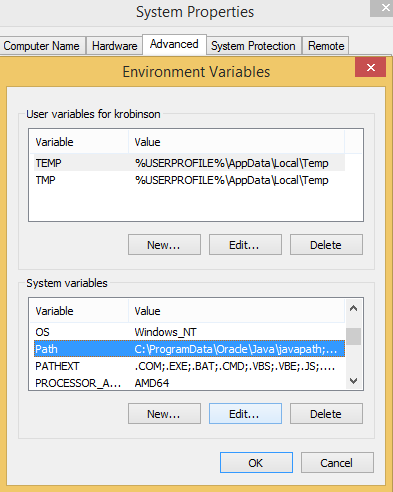 System Properties
Computer Name Hardware Advanced System Protection Remote
Environment Variables
User variables for krobinson
Variable Value
TEMP %USERPROFILE%\AppData\Local\Temp
TMP %USERPROFILE%\AppData\Local\Temp
New... Edit... Delete
System variables
Variable Value
OS Windows_NT
Path C:\ProgramData\Oracle\Java\javapath;...
PATHEXT .COM;.EXE;.BAT;.CMD;.VBS;.VBE;.JS;....
PROCESSOR_A... AMD64
New... Edit... Delete
OK Cancel